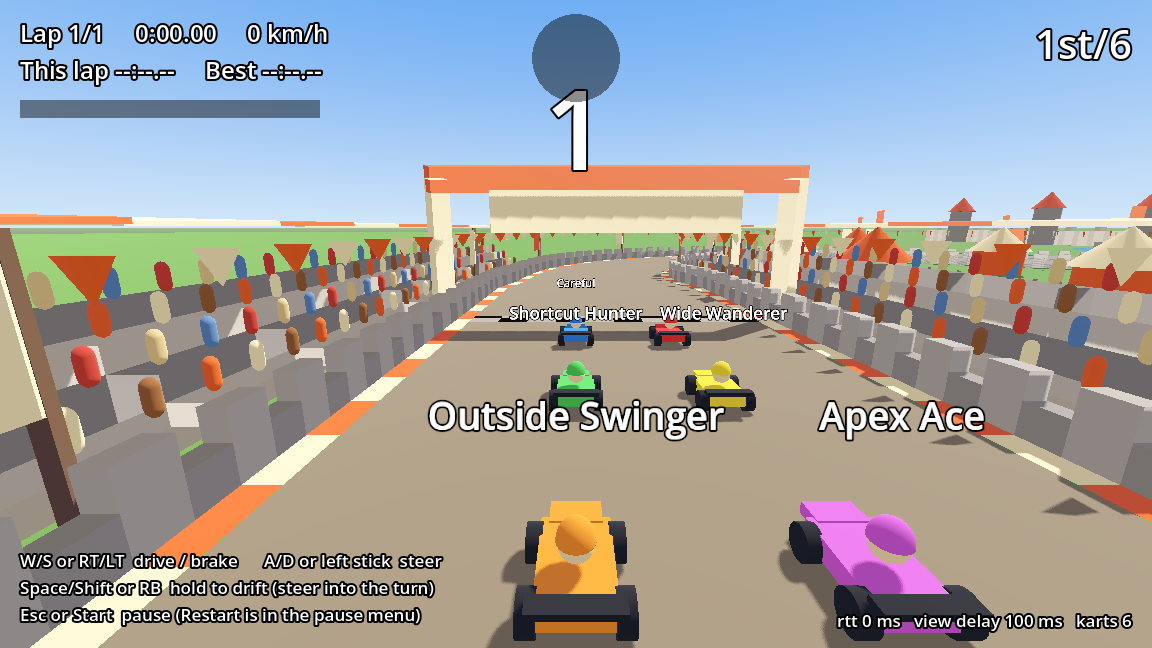 Lap 1/1 0:00.00 0 km/h
This lap --:--.-- Best --:--.--
1st/6
1
Careful
Shortcut Hunter Wide Wanderer
Outside Swinger Apex Ace
W/S or RT/LT drive / brake A/D or left stick steer
Space/Shift or RB hold to drift (steer into the turn)
Esc or Start pause (Restart is in the pause menu)
rtt 0 ms view delay 100 ms karts 6